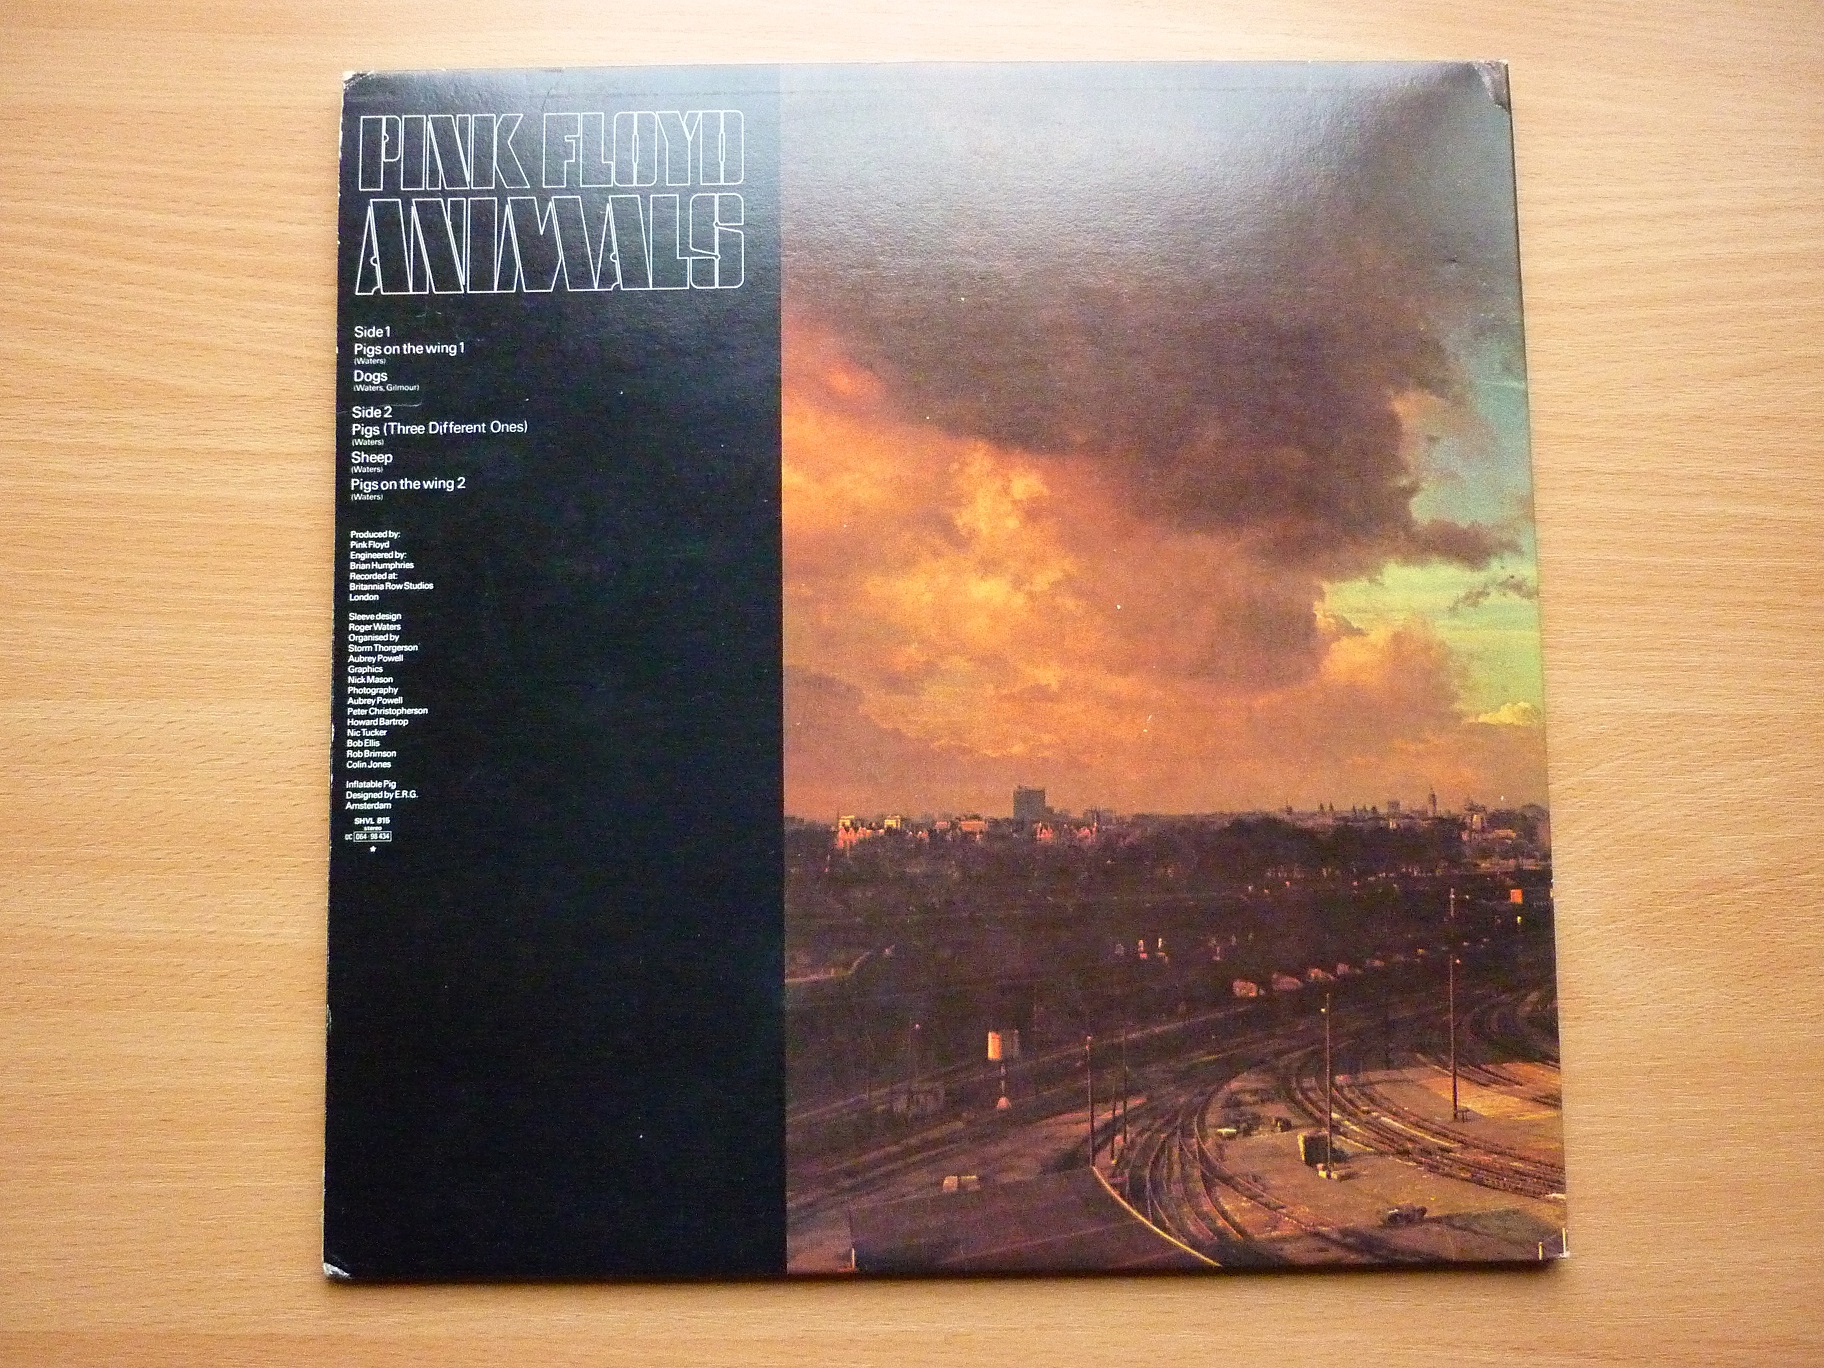 PINK FLOYD
ANIMALS
Side 1
Pigs on the wing 1
(Waters)
Dogs
(Waters, Gilmour)
Side 2
Pigs (Three Different Ones)
(Waters)
Sheep
(Waters)
Pigs on the wing 2
(Waters)
Produced by:
Pink Floyd
Engineered by:
Brian Humphries
Recorded at:
Britannia Row Studios
London
Sleeve design
Roger Waters
Organised by
Storm Thorgerson
Aubrey Powell
Graphics
Nick Mason
Photography
Aubrey Powell
Peter Christopherson
Howard Bartrop
Nic Tucker
Bob Ellis
Rob Brimson
Colin Jones
Inflatable Pig
Designed by E.R.G.
Amsterdam
SHVL 815
stereo
OC 064 - 98 434